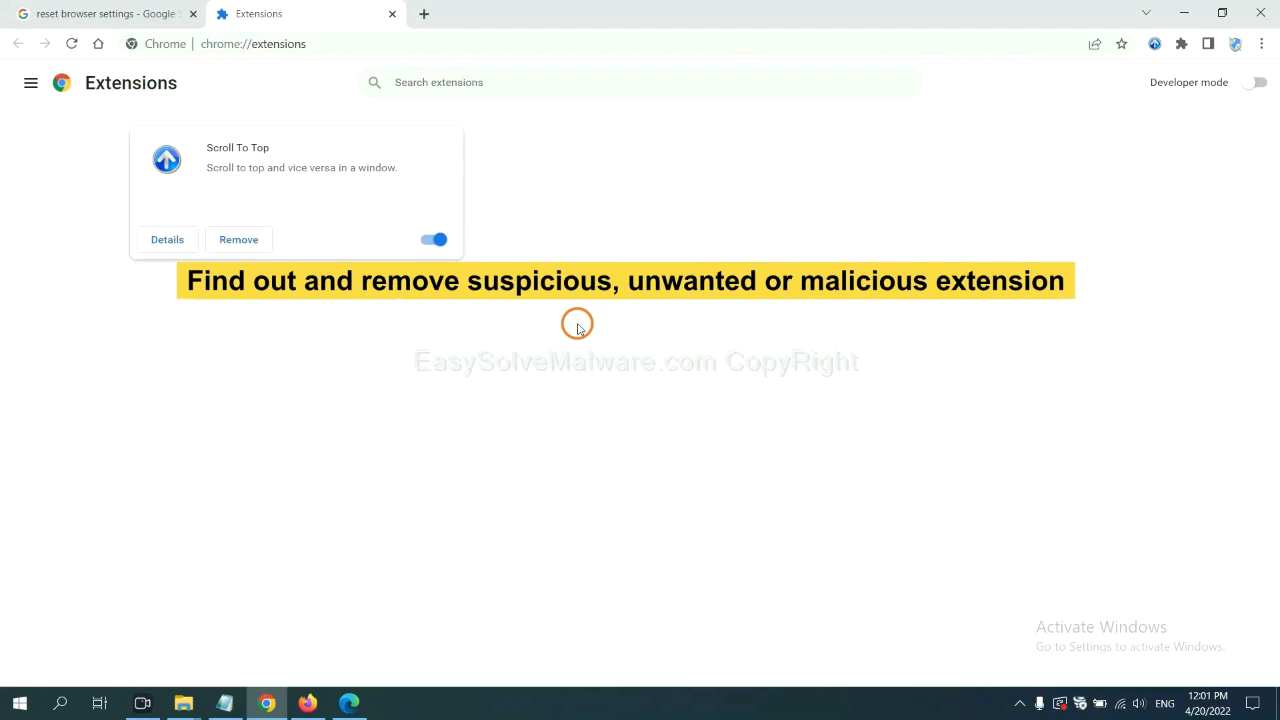 reset browser settings - Google S
Extensions
Chrome
chrome://extensions
Extensions
Search extensions
Developer mode
Scroll To Top
Scroll to top and vice versa in a window.
Details
Remove
Find out and remove suspicious, unwanted or malicious extension
EasySolveMalware.com CopyRight
Activate Windows
Go to Settings to activate Windows.
ENG
12:01 PM
4/20/2022